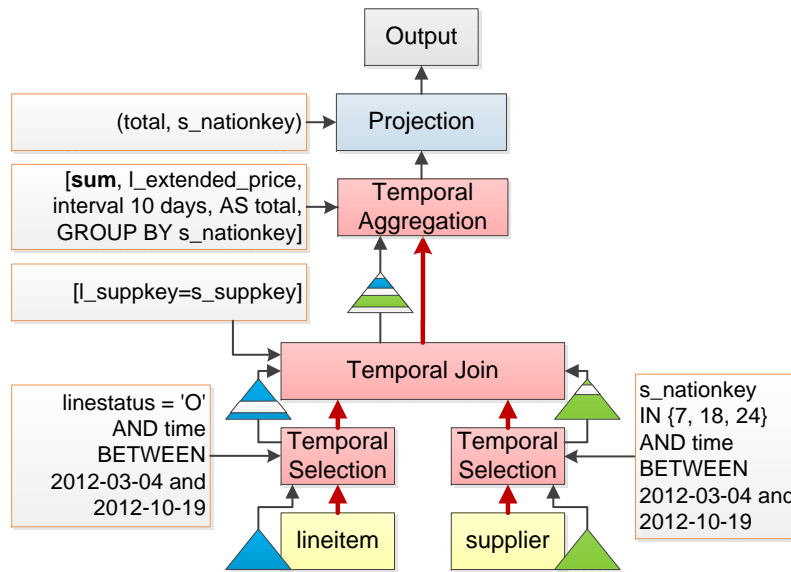 Output
(total, s_nationkey)
Projection
[sum, l_extended_price,
interval 10 days, AS total,
GROUP BY s_nationkey]
Temporal
Aggregation
[l_suppkey=s_suppkey]
Temporal Join
linestatus = 'O'
AND time
BETWEEN
2012-03-04 and
2012-10-19
Temporal
Selection
Temporal
Selection
s_nationkey
IN {7, 18, 24}
AND time
BETWEEN
2012-03-04 and
2012-10-19
lineitem
supplier